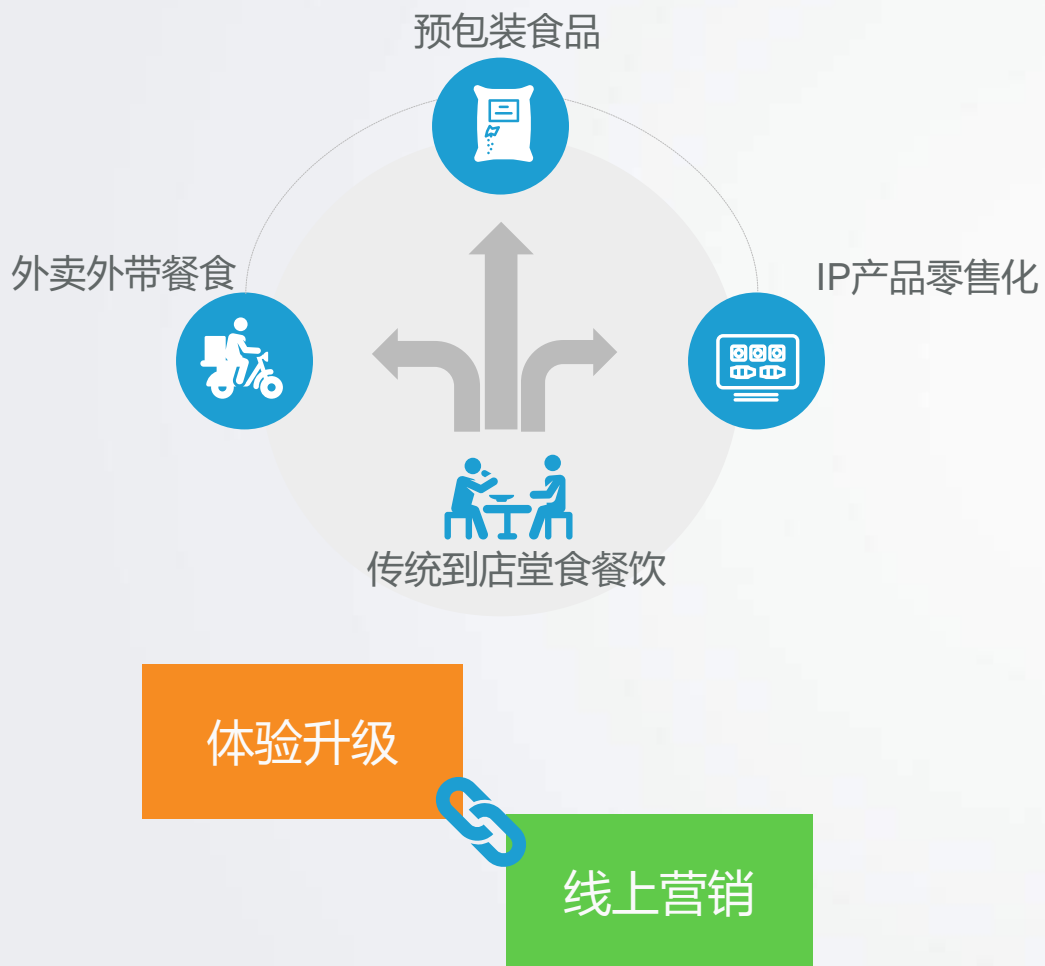 预包装食品
外卖外带餐食
IP产品零售化
传统到店堂食餐饮
体验升级
线上营销